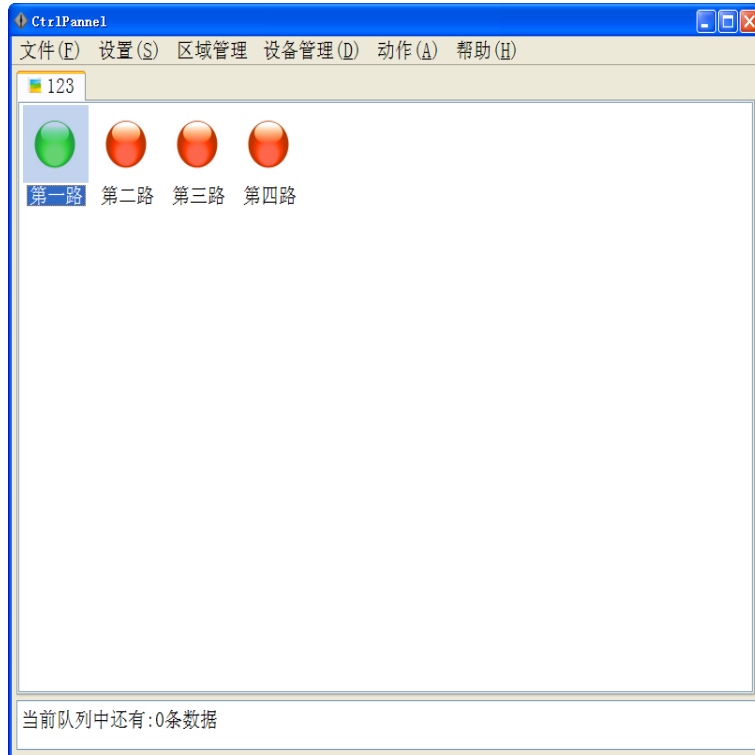 CtrlPannel
文件(F) 设置(S) 区域管理 设备管理(D) 动作(A) 帮助(H)
123
第一路 第二路 第三路 第四路
当前队列中还有:0条数据